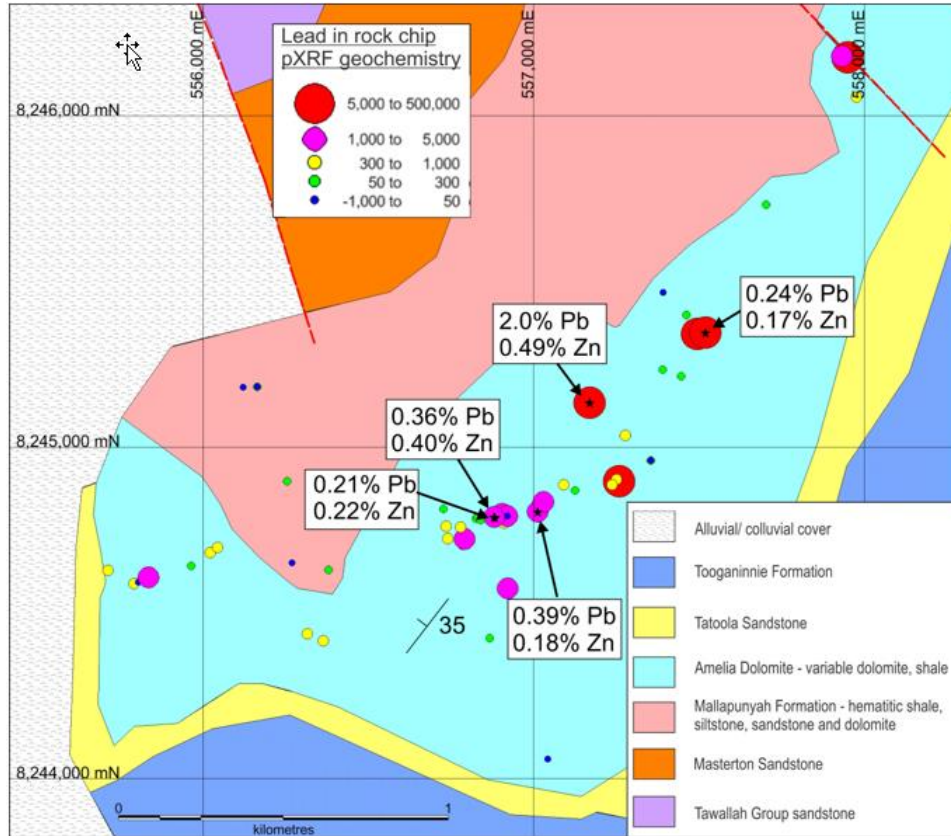 556,000 mE
557,000 mE
558,000 mE
Lead in rock chip
pXRF geochemistry
5,000 to 500,000
1,000 to 5,000
300 to 1,000
50 to 300
-1,000 to 50
8,246,000 mN
0.24% Pb
0.17% Zn
2.0% Pb
0.49% Zn
0.36% Pb
0.40% Zn
8,245,000 mN
0.21% Pb
0.22% Zn
0.39% Pb
0.18% Zn
35
Alluvial/ colluvial cover
Tooganinnie Formation
Tatoola Sandstone
Amelia Dolomite - variable dolomite, shale
Mallapunyah Formation - hematitic shale,
siltstone, sandstone and dolomite
Masterton Sandstone
Tawallah Group sandstone
8,244,000 mN
0 1
kilometres